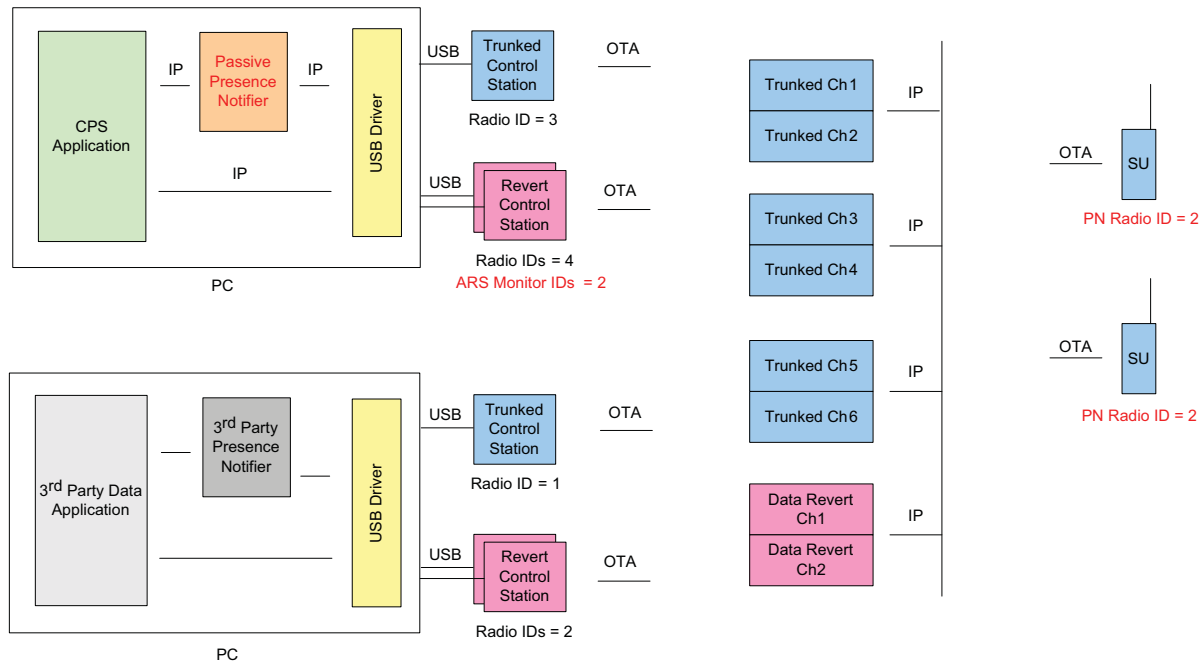 CPS
Application
IP
Passive
Presence
Notifier
IP
IP
USB Driver
PC
USB
Trunked
Control
Station
Radio ID = 3
OTA
USB
Revert
Control
Station
Radio IDs = 4
ARS Monitor IDs = 2
OTA
3rd Party Data
Application
3rd Party
Presence
Notifier
USB Driver
PC
USB
Trunked
Control
Station
Radio ID = 1
OTA
USB
Revert
Control
Station
Radio IDs = 2
OTA
Trunked Ch1
Trunked Ch2
IP
Trunked Ch3
Trunked Ch4
IP
Trunked Ch5
Trunked Ch6
IP
Data Revert
Ch1
Data Revert
Ch2
IP
OTA
SU
PN Radio ID = 2
OTA
SU
PN Radio ID = 2